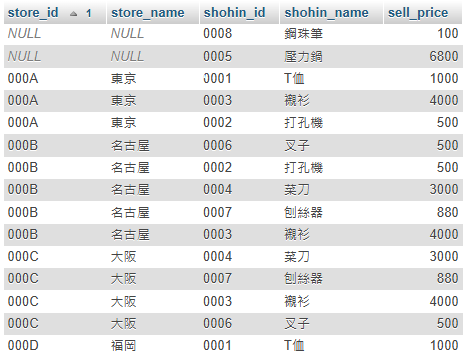 store_id 1 store_name shohin_id shohin_name sell_price
NULL NULL 0008 鋼珠筆 100
NULL NULL 0005 壓力鍋 6800
000A 東京 0001 T恤 1000
000A 東京 0003 襯衫 4000
000A 東京 0002 打孔機 500
000B 名古屋 0006 叉子 500
000B 名古屋 0002 打孔機 500
000B 名古屋 0004 菜刀 3000
000B 名古屋 0007 刨絲器 880
000B 名古屋 0003 襯衫 4000
000C 大阪 0004 菜刀 3000
000C 大阪 0007 刨絲器 880
000C 大阪 0003 襯衫 4000
000C 大阪 0006 叉子 500
000D 福岡 0001 T恤 1000